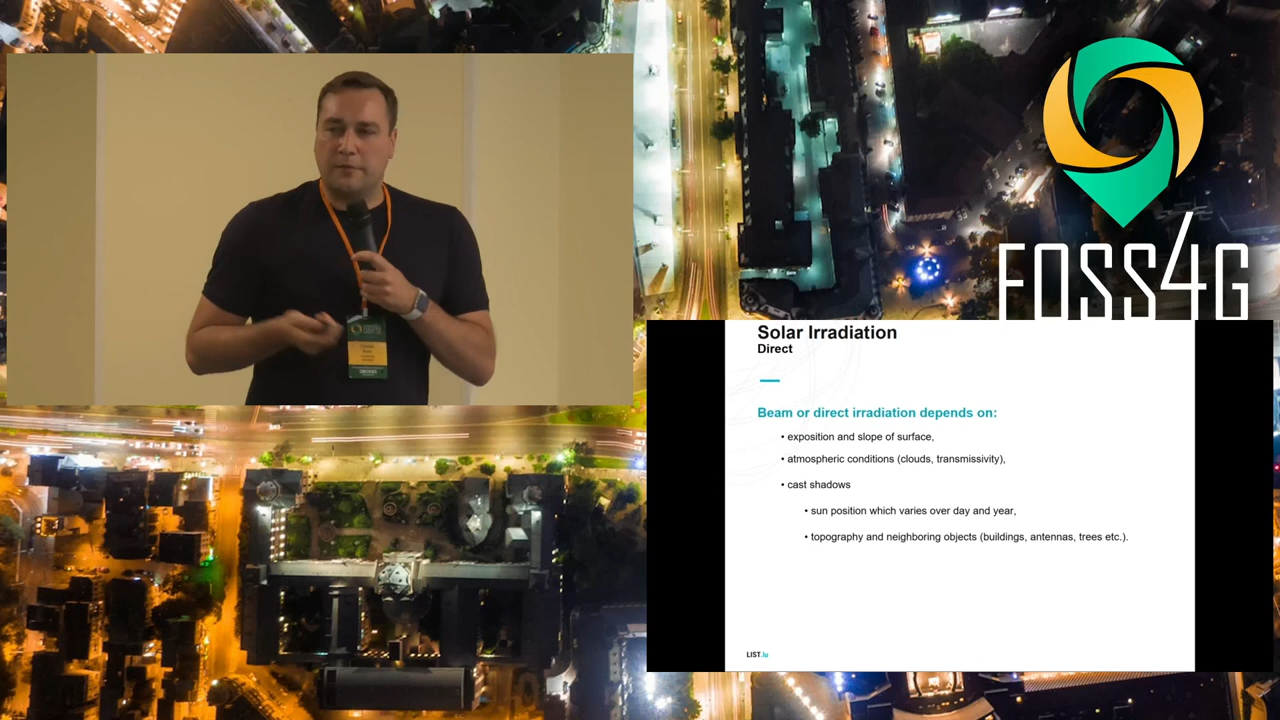 FOSS4G
Solar Irradiation
Direct
Beam or direct irradiation depends on:
• exposition and slope of surface,
• atmospheric conditions (clouds, transmissivity),
• cast shadows
• sun position which varies over day and year,
• topography and neighboring objects (buildings, antennas, trees etc.).
LIST.lu